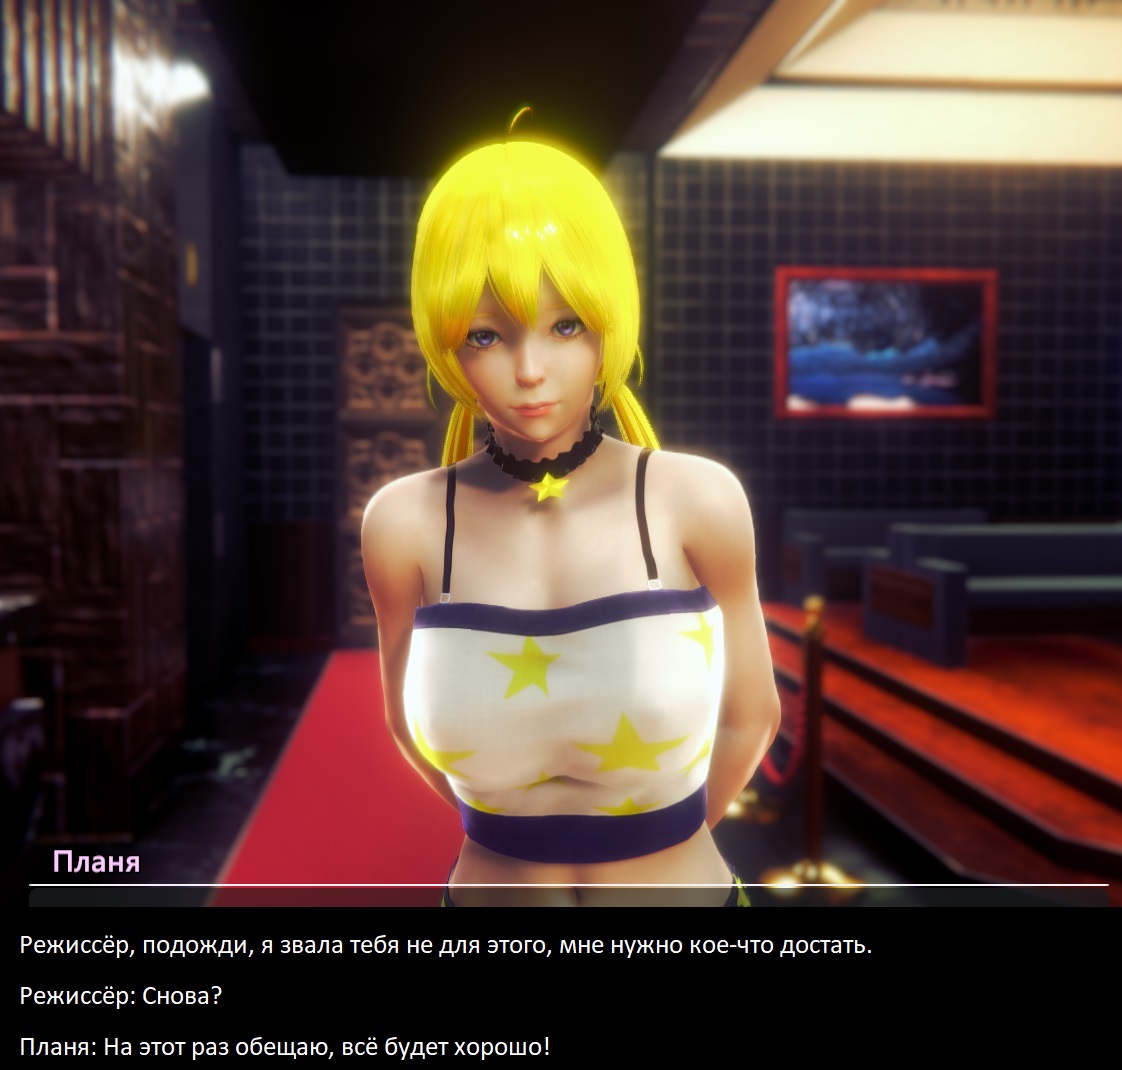 Планя
Режиссёр, подожди, я звала тебя не для этого, мне нужно кое-что достать.
Режиссёр: Снова?
Планя: На этот раз обещаю, всё будет хорошо!